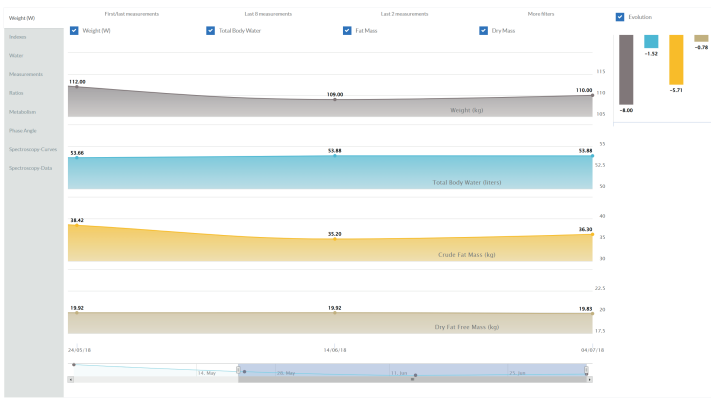 Weight (W)
Indexes
Water
Measurements
Ratios
Metabolism
Phase Angle
Spectroscopy-Curves
Spectroscopy-Data
First/last measurements
Last 8 measurements
Last 2 measurements
More filters
Weight (W)
Total Body Water
Fat Mass
Dry Mass
Evolution
-8.00
-1.52
-5.71
-0.78
112.00
109.00
110.00
115
110
105
Weight (kg)
53.66
53.88
53.88
55
52.5
50
Total Body Water (liters)
38.42
35.20
36.30
40
35
30
Crude Fat Mass (kg)
19.92
19.92
19.83
22.5
20
17.5
Dry Fat Free Mass (kg)
24/05/18
14/06/18
04/07/18
14. May
28. May
11. Jun
25. Jun